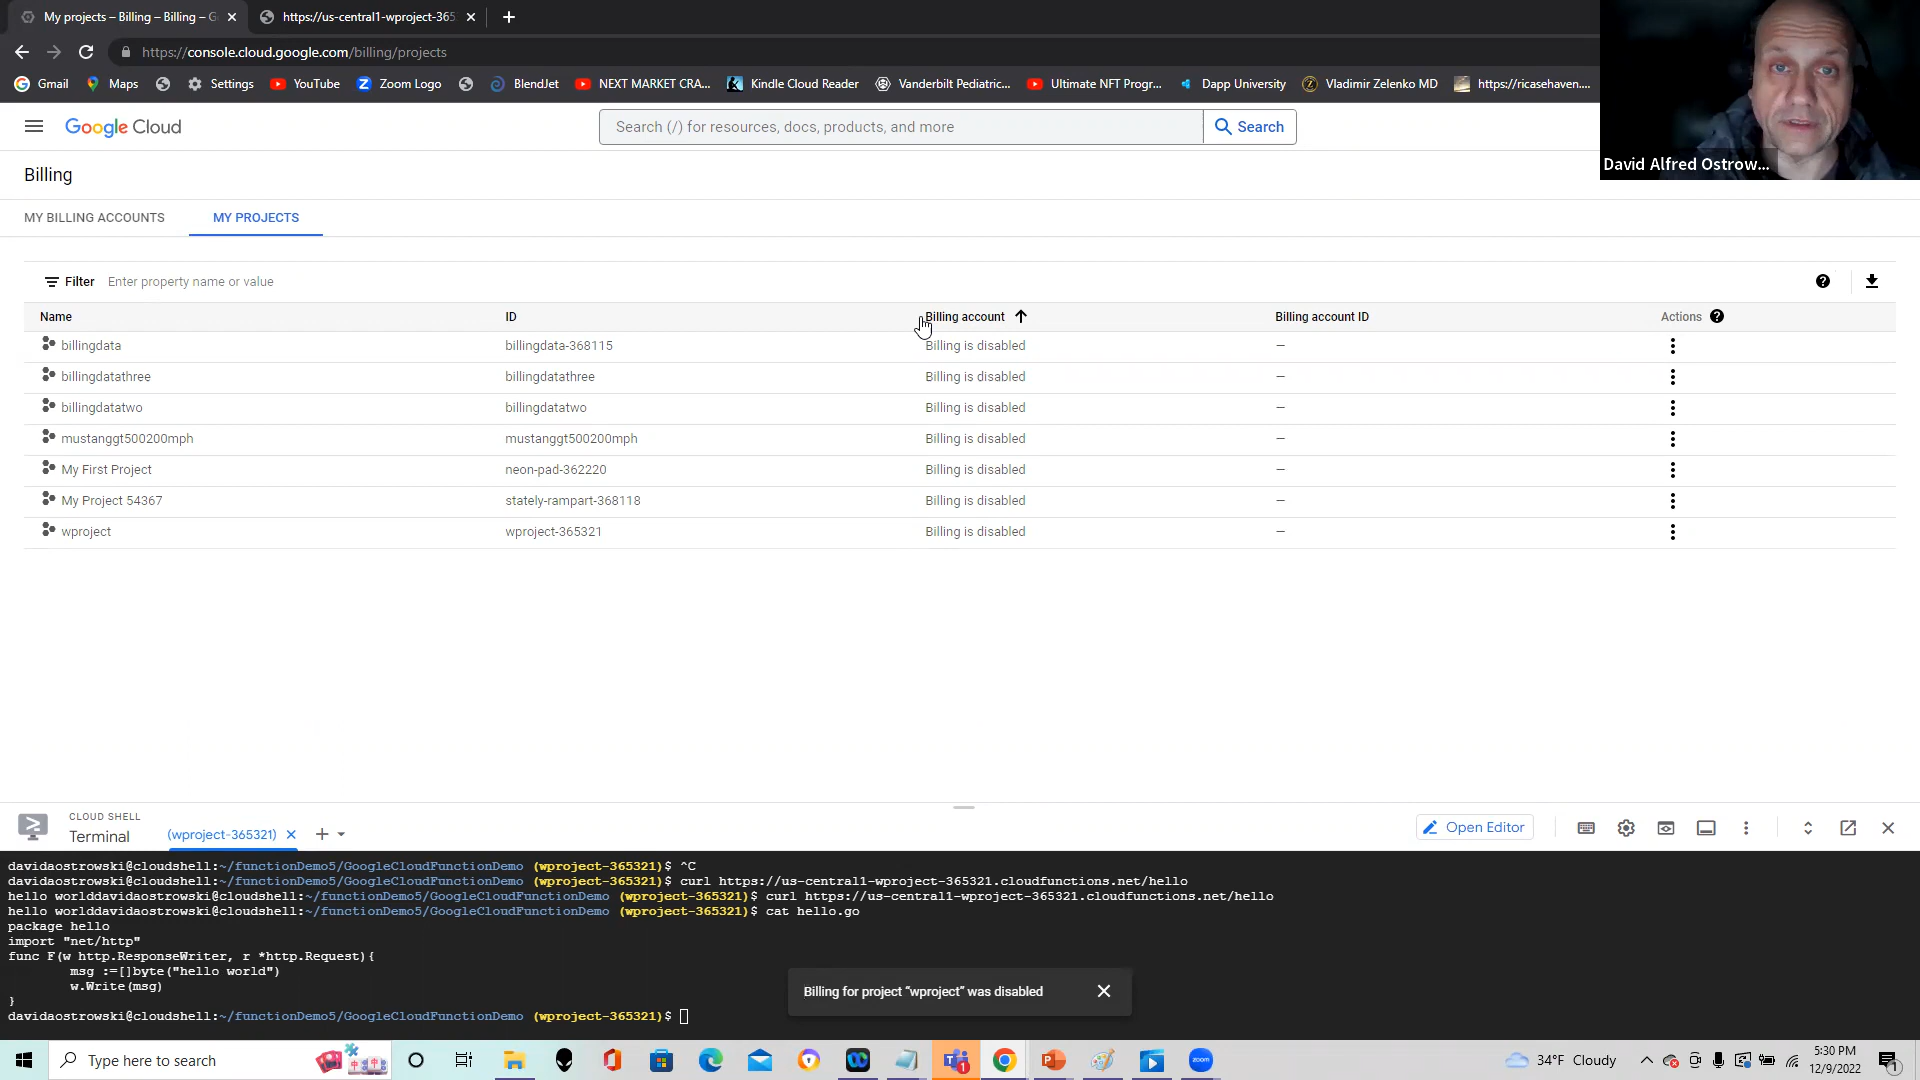 My projects – Billing – Billing – G
https://us-central1-wproject-365
https://console.cloud.google.com/billing/projects
Gmail
Maps
Settings
YouTube
Zoom Logo
BlendJet
NEXT MARKET CRA...
Kindle Cloud Reader
Vanderbilt Pediatric...
Ultimate NFT Progr...
Dapp University
Vladimir Zelenko MD
https://ricasehaven....
David Alfred Ostrow...
Google Cloud
Search (/) for resources, docs, products, and more
Search
Billing
MY BILLING ACCOUNTS
MY PROJECTS
Filter Enter property name or value
Name ID Billing account Billing account ID Actions
billingdata billingdata-368115 Billing is disabled —
billingdatathree billingdatathree Billing is disabled —
billingdatatwo billingdatatwo Billing is disabled —
mustanggt500200mph mustanggt500200mph Billing is disabled —
My First Project neon-pad-362220 Billing is disabled —
My Project 54367 stately-rampart-368118 Billing is disabled —
wproject wproject-365321 Billing is disabled —
CLOUD SHELL
Terminal
(wproject-365321)
Open Editor
davidaostrowski@cloudshell:~/functionDemo5/GoogleCloudFunctionDemo (wproject-365321)$ ^C
davidaostrowski@cloudshell:~/functionDemo5/GoogleCloudFunctionDemo (wproject-365321)$ curl https://us-central1-wproject-365321.cloudfunctions.net/hello
hello worlddavidaostrowski@cloudshell:~/functionDemo5/GoogleCloudFunctionDemo (wproject-365321)$ curl https://us-central1-wproject-365321.cloudfunctions.net/hello
hello worlddavidaostrowski@cloudshell:~/functionDemo5/GoogleCloudFunctionDemo (wproject-365321)$ cat hello.go
package hello
import "net/http"
func F(w http.ResponseWriter, r *http.Request){
msg :=[]byte("hello world")
w.Write(msg)
}
davidaostrowski@cloudshell:~/functionDemo5/GoogleCloudFunctionDemo (wproject-365321)$
Billing for project “wproject” was disabled
Type here to search
34°F Cloudy
5:30 PM
12/9/2022